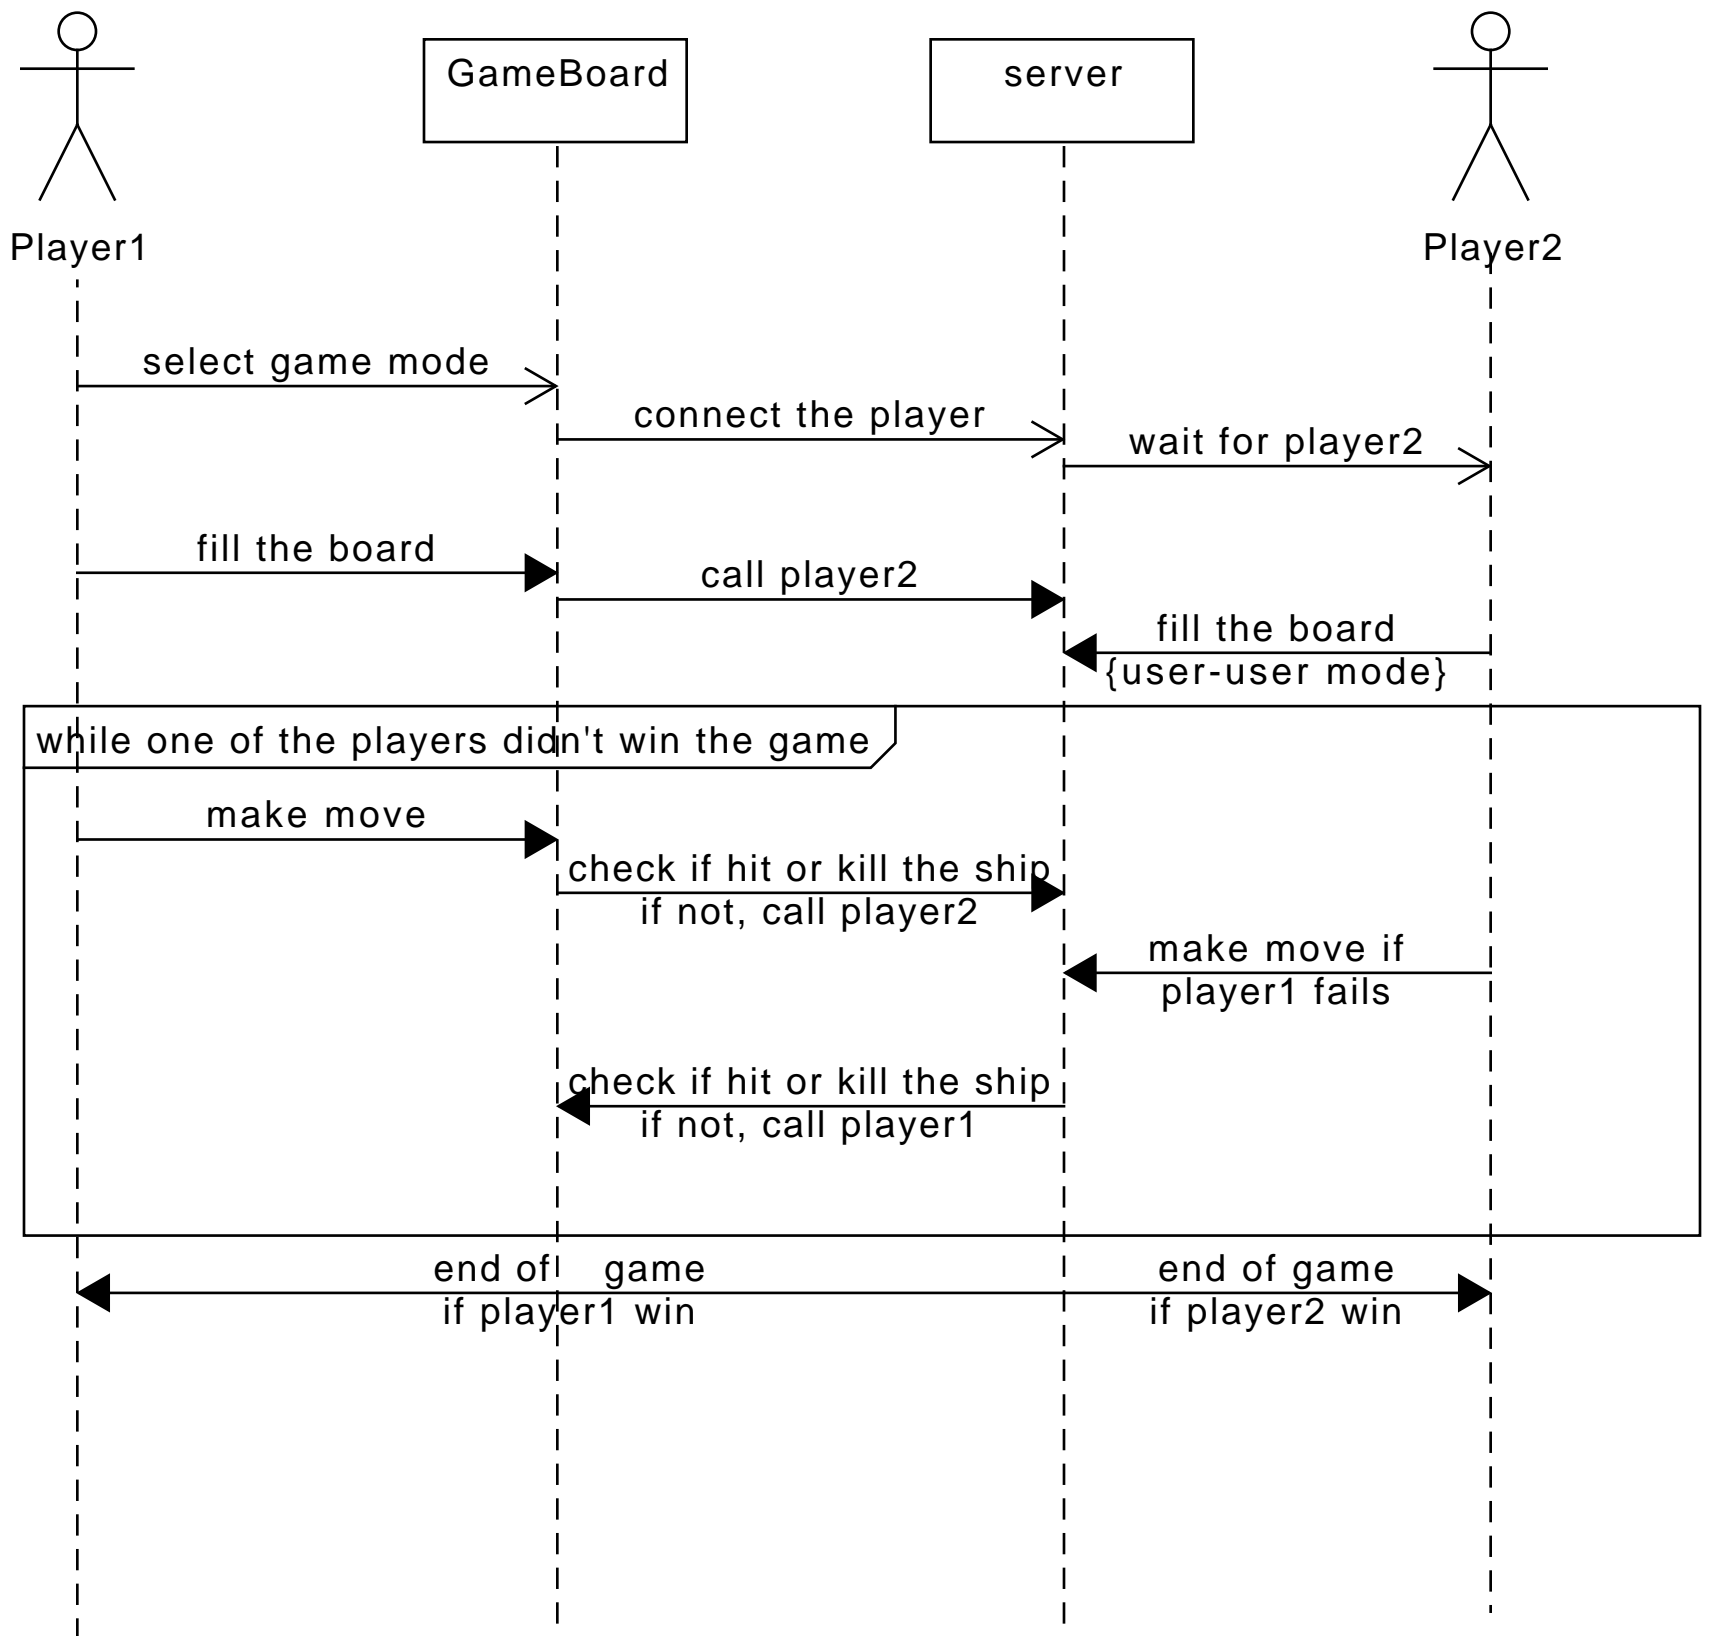 GameBoard
server
Player1
Player2
select game mode
connect the player
wait for player2
fill the board
call player2
fill the board
{user-user mode}
while one of the players didn't win the game
make move
check if hit or kill the ship
if not, call player2
make move if
player1 fails
check if hit or kill the ship
if not, call player1
end of game
if player1 win
end of game
if player2 win